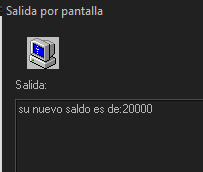 Salida por pantalla
Salida:
su nuevo saldo es de:20000